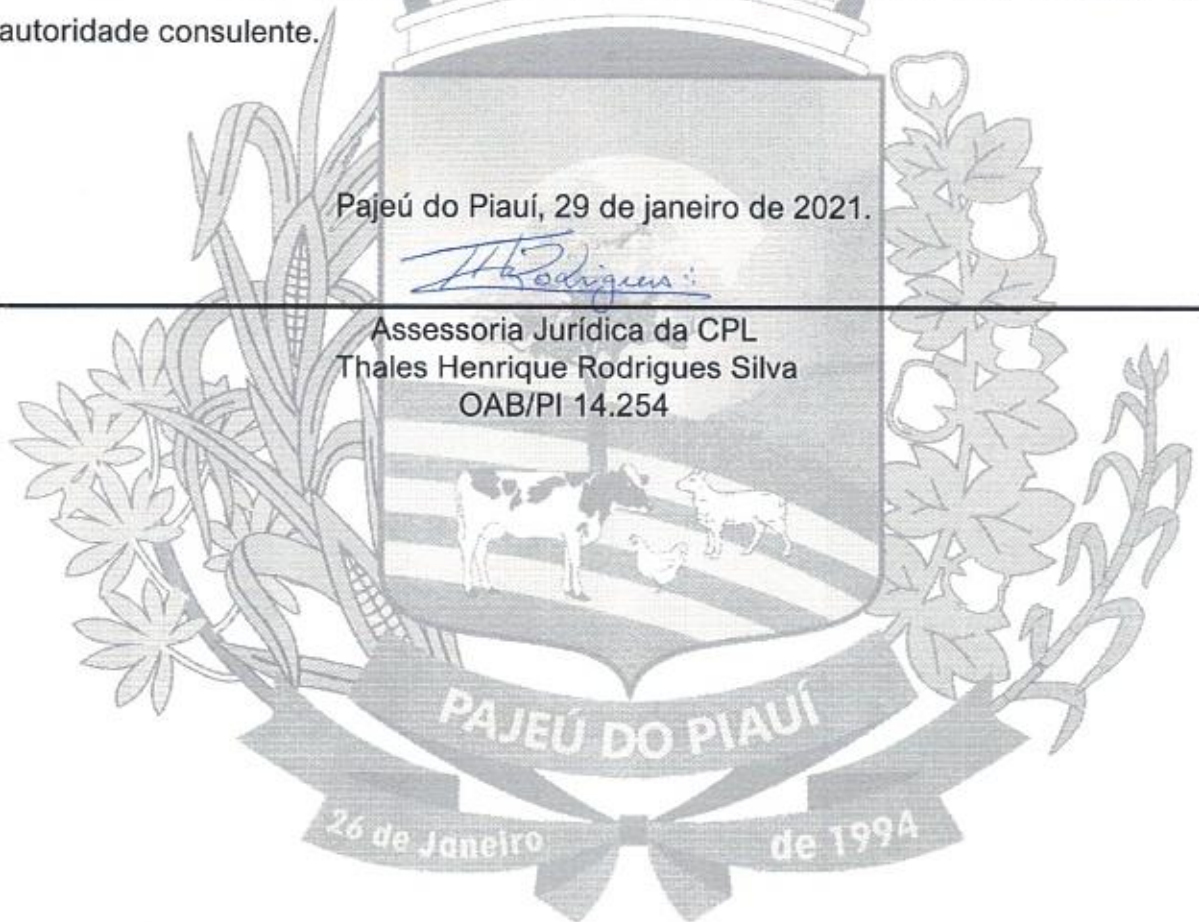 autoridade consulente.
Pajeú do Piauí, 29 de janeiro de 2021.
THRodrigues
Assessoria Jurídica da CPL
Thales Henrique Rodrigues Silva
OAB/PI 14.254
PAJEÚ DO PIAUÍ
26 de Janeiro de 1994